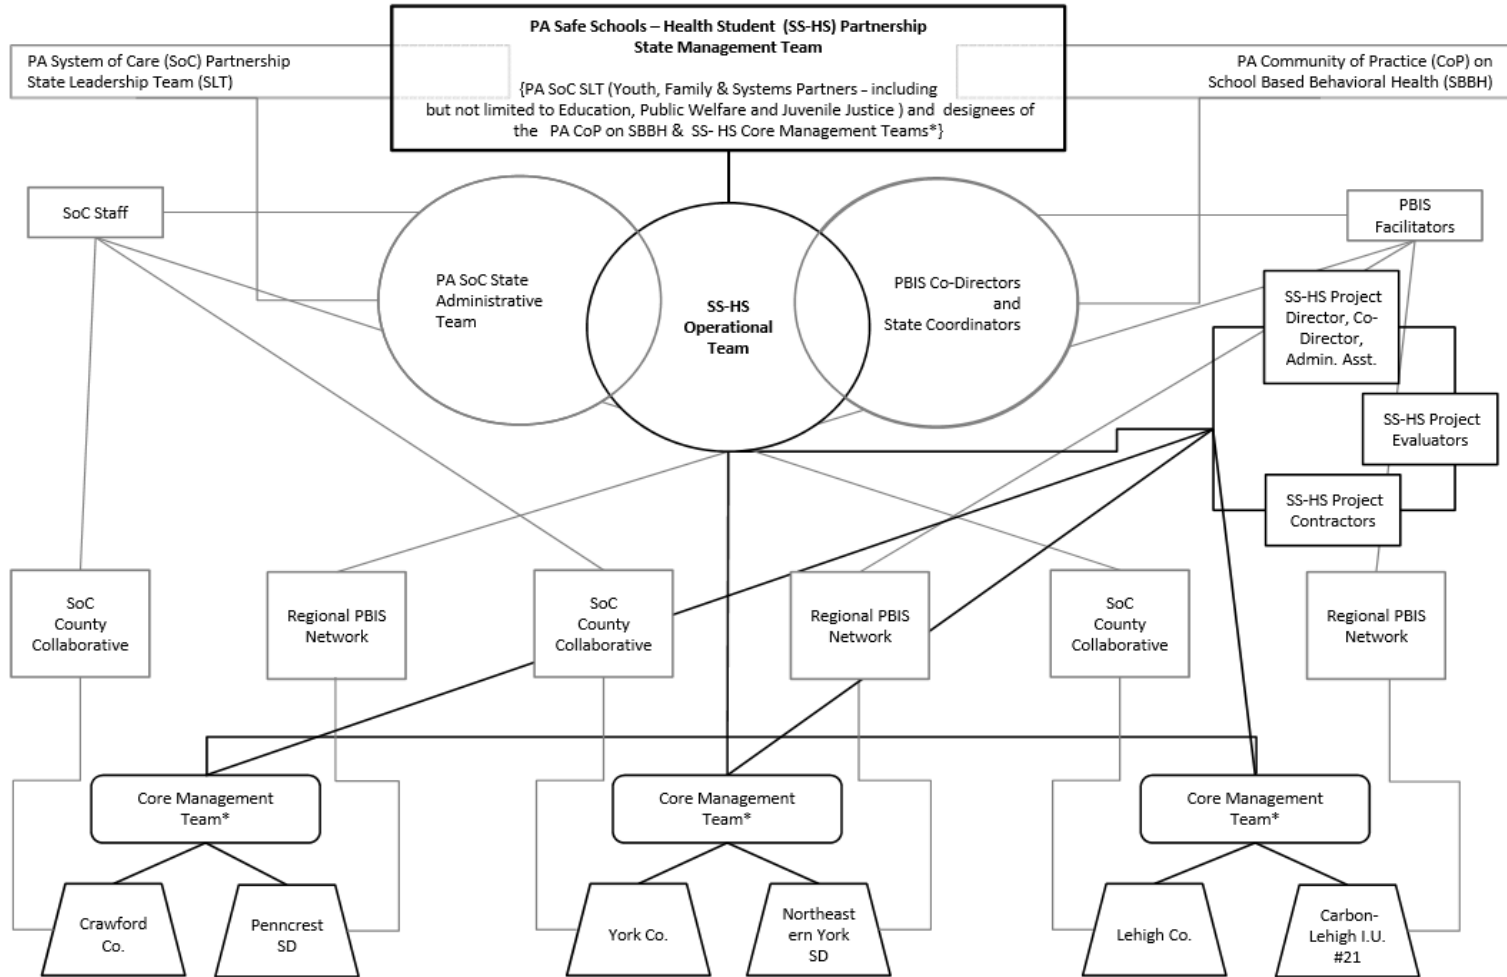 PA Safe Schools – Health Student (SS-HS) Partnership
State Management Team
{PA SoC SLT (Youth, Family & Systems Partners – including
but not limited to Education, Public Welfare and Juvenile Justice ) and designees of
the PA CoP on SBBH & SS- HS Core Management Teams*}
PA System of Care (SoC) Partnership
State Leadership Team (SLT)
PA Community of Practice (CoP) on
School Based Behavioral Health (SBBH)
SoC Staff
PBIS
Facilitators
PA SoC State
Administrative
Team
SS-HS
Operational
Team
PBIS Co-Directors
and
State Coordinators
SS-HS Project
Director, Co-
Director,
Admin. Asst.
SS-HS Project
Evaluators
SS-HS Project
Contractors
SoC
County
Collaborative
Regional PBIS
Network
SoC
County
Collaborative
Regional PBIS
Network
SoC
County
Collaborative
Regional PBIS
Network
Core Management
Team*
Core Management
Team*
Core Management
Team*
Crawford
Co.
Penncrest
SD
York Co.
Northeast
ern York
SD
Lehigh Co.
Carbon-
Lehigh I.U.
#21